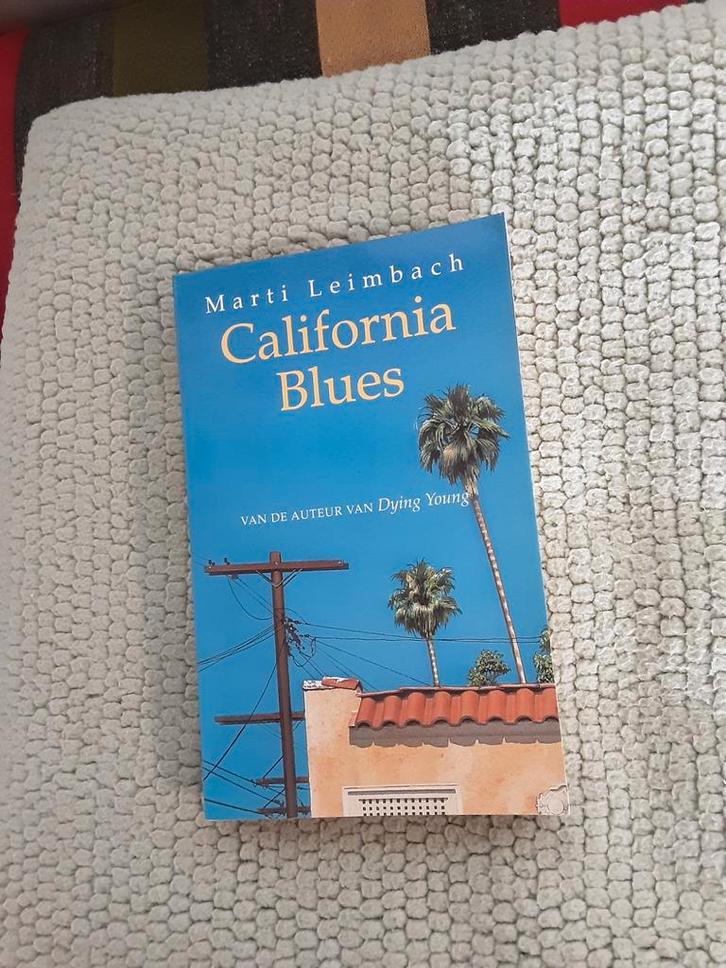 Marti Leimbach
California
Blues
VAN DE AUTEUR VAN Dying Young